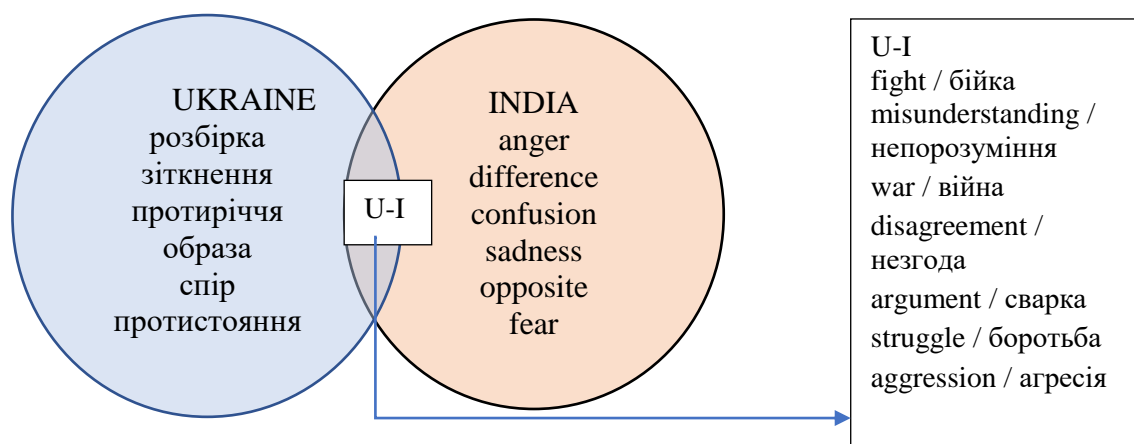 UKRAINE
розбірка
зіткнення
протиріччя
образа
спір
протистояння
U-I
INDIA
anger
difference
confusion
sadness
opposite
fear
U-I
fight / бійка
misunderstanding /
непорозуміння
war / війна
disagreement /
незгода
argument / сварка
struggle / боротьба
aggression / агресія